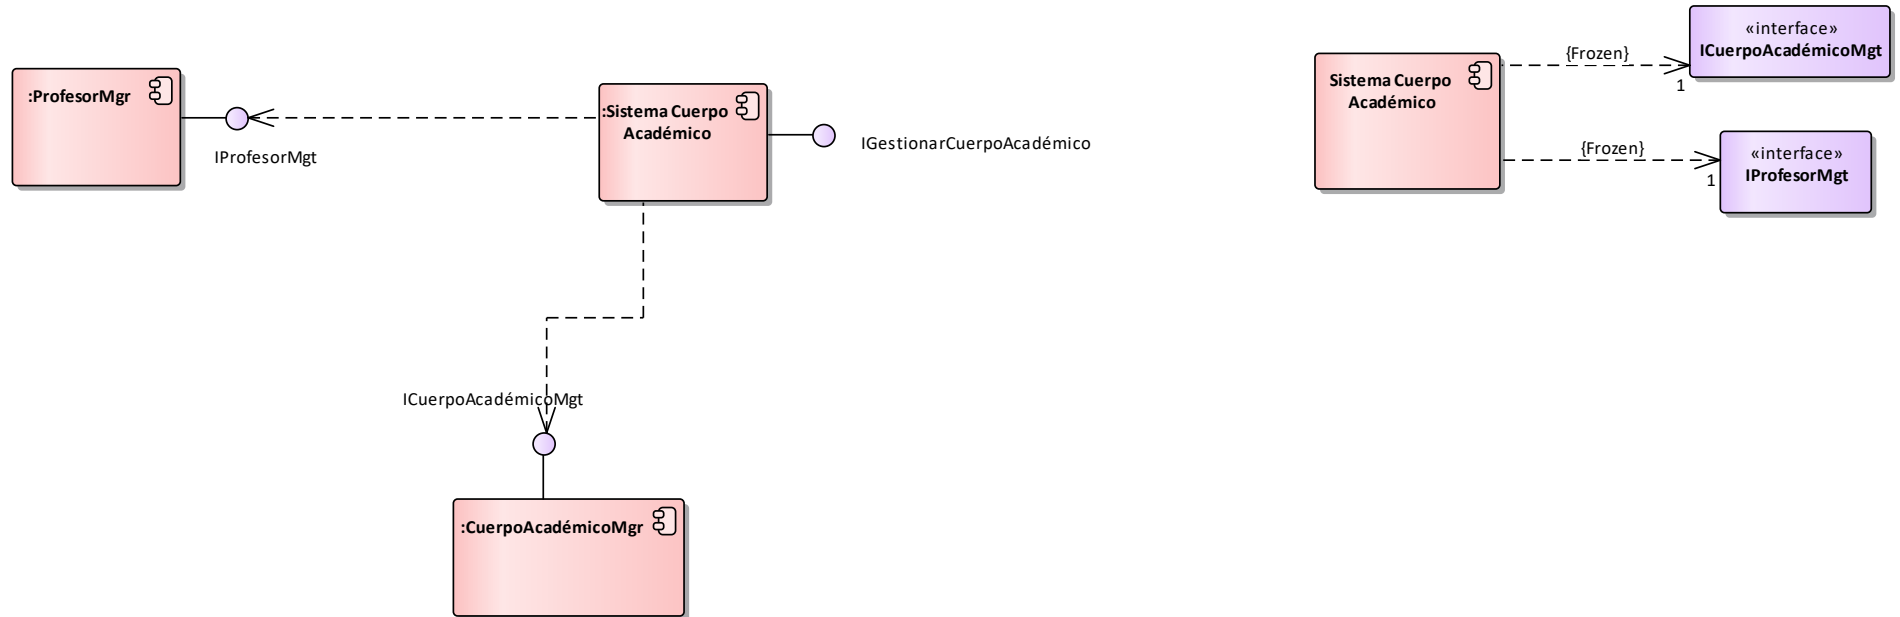 :ProfesorMgr
IProfesorMgt
:Sistema Cuerpo
Académico
IGestionarCuerpoAcadémico
ICuerpoAcadémicoMgt
:CuerpoAcadémicoMgr
Sistema Cuerpo
Académico
{Frozen}
1
«interface»
ICuerpoAcadémicoMgt
{Frozen}
1
«interface»
IProfesorMgt